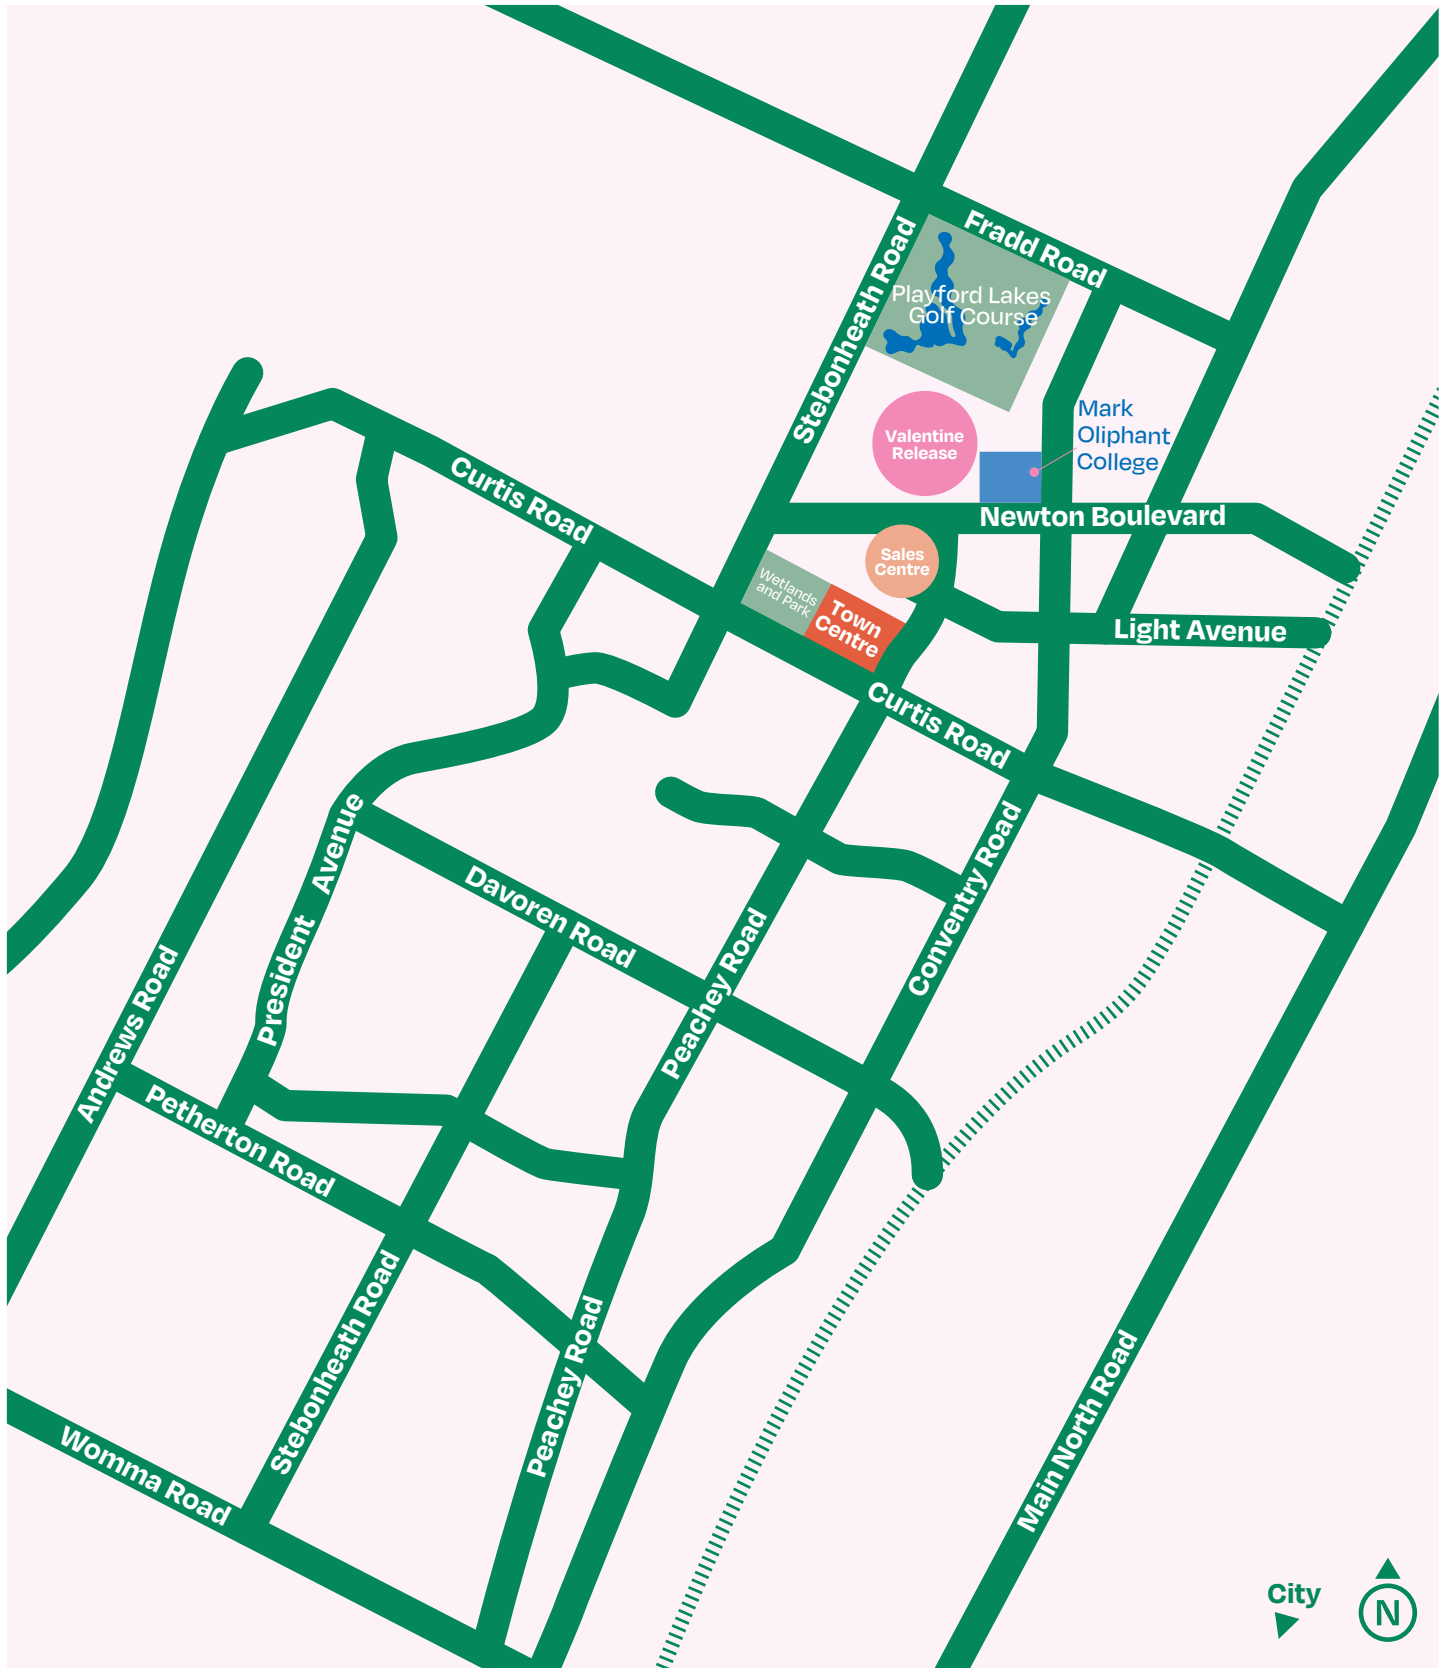 Fradd Road
Stebonheath Road
Playford Lakes
Golf Course
Mark
Oliphant
College
Valentine
Release
Curtis Road
Newton Boulevard
Sales
Centre
Wetlands
and Park
Town
Centre
Light Avenue
Curtis Road
President Avenue
Davoren Road
Conventry Road
Peachey Road
Andrews Road
Petherton Road
Stebonheath Road
Peachey Road
Main North Road
Womma Road
City
N